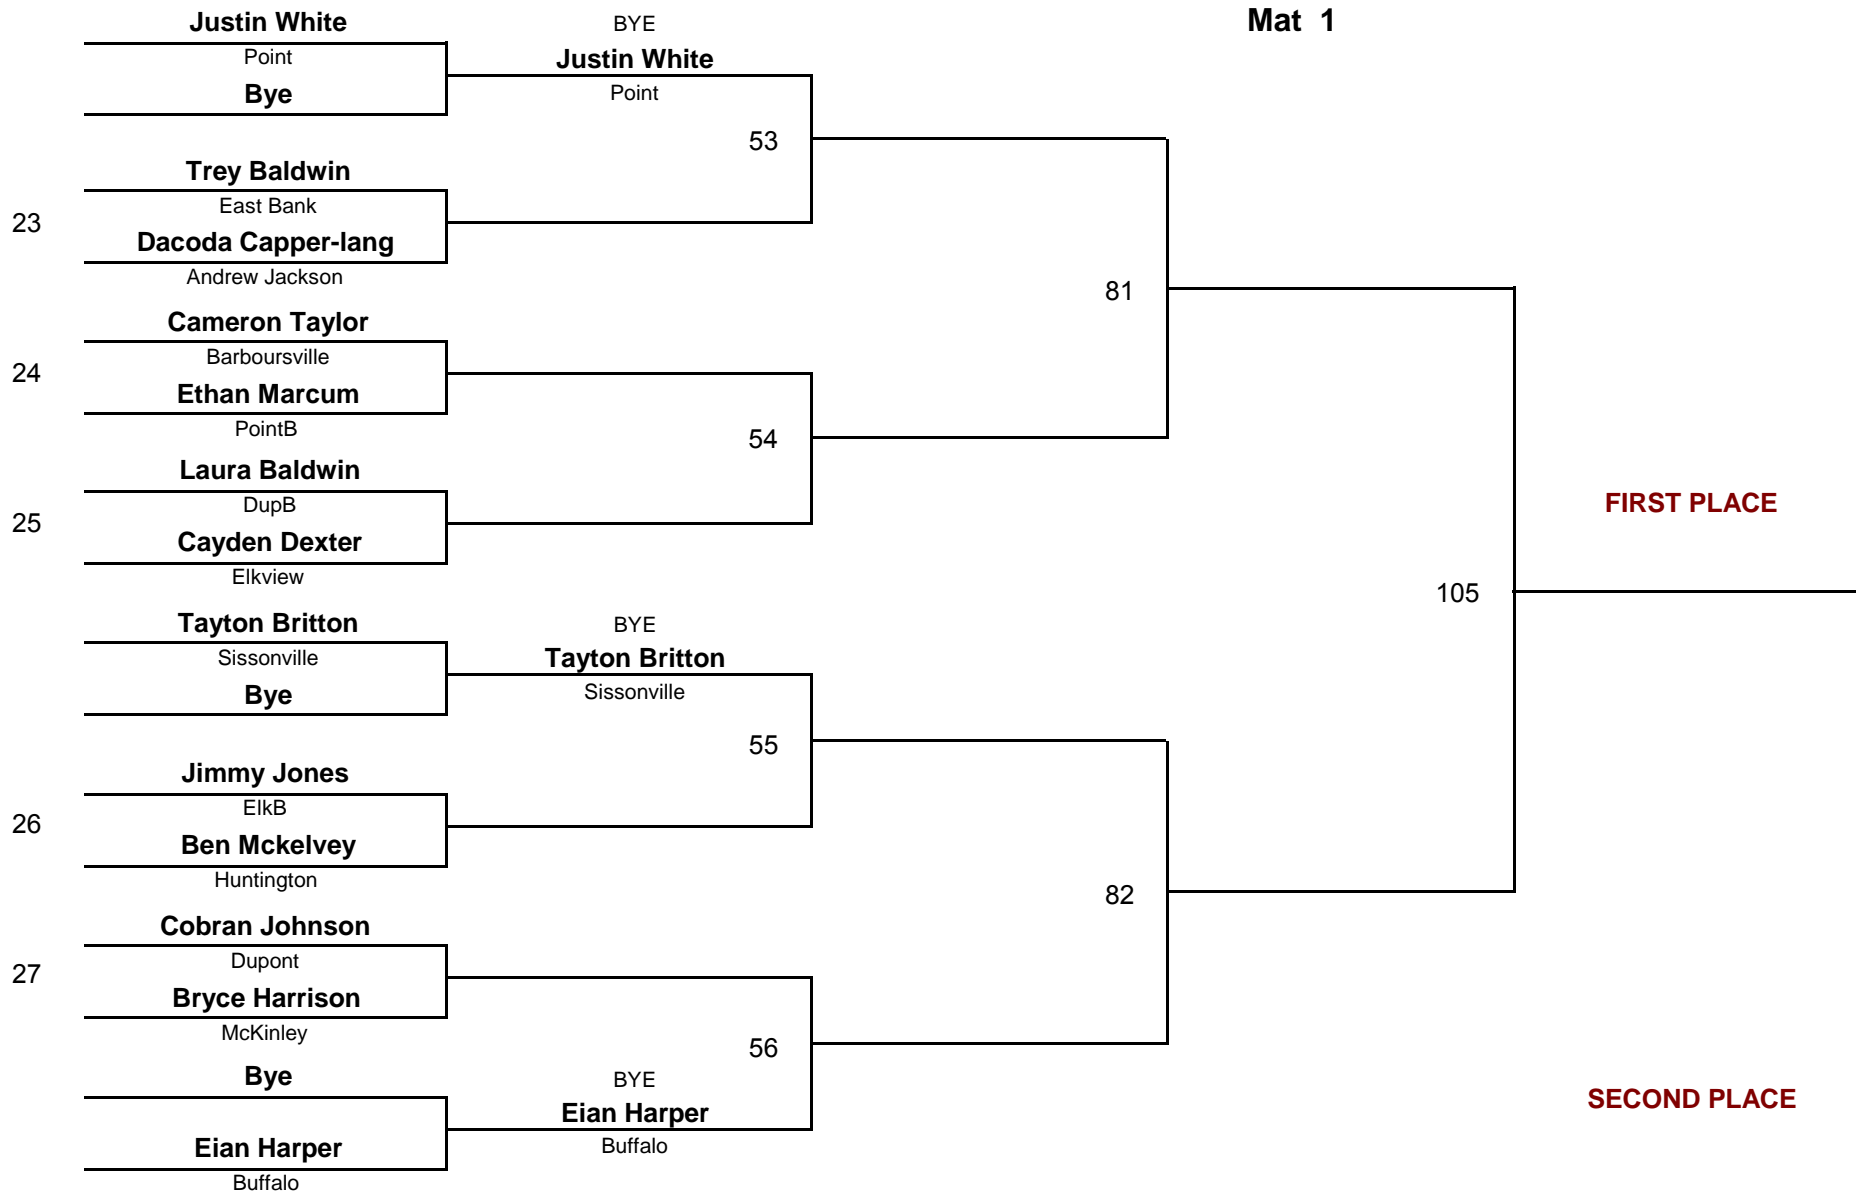 Justin White
BYE
Mat 1
Point
Justin White
Bye
Point
53
Trey Baldwin
East Bank
23
Dacoda Capper-lang
Andrew Jackson
81
Cameron Taylor
Barboursville
24
Ethan Marcum
PointB
54
Laura Baldwin
DupB
FIRST PLACE
25
Cayden Dexter
Elkview
105
Tayton Britton
BYE
Sissonville
Tayton Britton
Bye
Sissonville
55
Jimmy Jones
ElkB
26
Ben Mckelvey
Huntington
82
Cobran Johnson
Dupont
27
Bryce Harrison
McKinley
56
Bye
BYE
SECOND PLACE
Eian Harper
Eian Harper
Buffalo
Buffalo